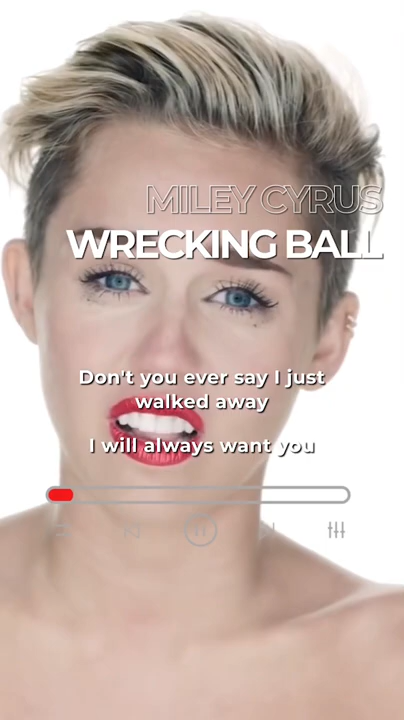 MILEY CYRUS
WRECKING BALL
Don't you ever say I just
walked away
I will always want you